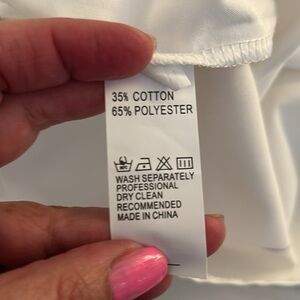 35% COTTON
65% POLYESTER
WASH SEPARATELY
PROFESSIONAL
DRY CLEAN
RECOMMENDED
MADE IN CHINA